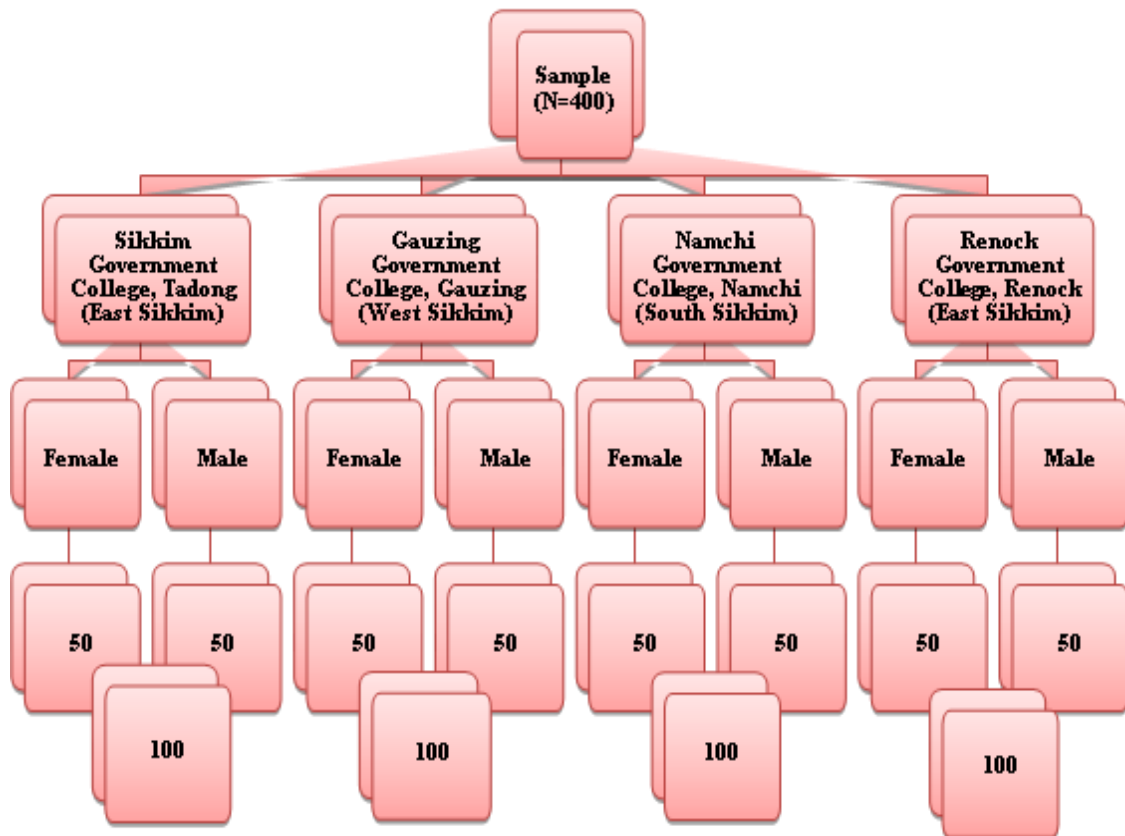 Sample
(N=400)
Sikkim
Government
College, Tadong
(East Sikkim)
Gauzing
Government
College, Gauzing
(West Sikkim)
Namchi
Government
College, Namchi
(South Sikkim)
Renock
Government
College, Renock
(East Sikkim)
Female
Male
Female
Male
Female
Male
Female
Male
50
50
50
50
50
50
50
50
100
100
100
100